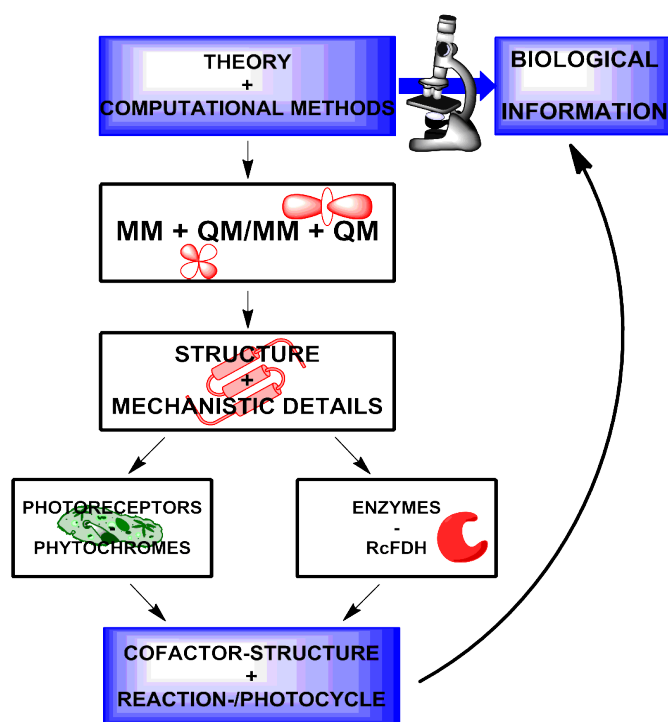 THEORY
+
COMPUTATIONAL METHODS
BIOLOGICAL
INFORMATION
MM + QM/MM + QM
STRUCTURE
+
MECHANISTIC DETAILS
PHOTORECEPTORS
-
PHYTOCHROMES
ENZYMES
-
RcFDH
COFACTOR-STRUCTURE
+
REACTION-/PHOTOCYCLE